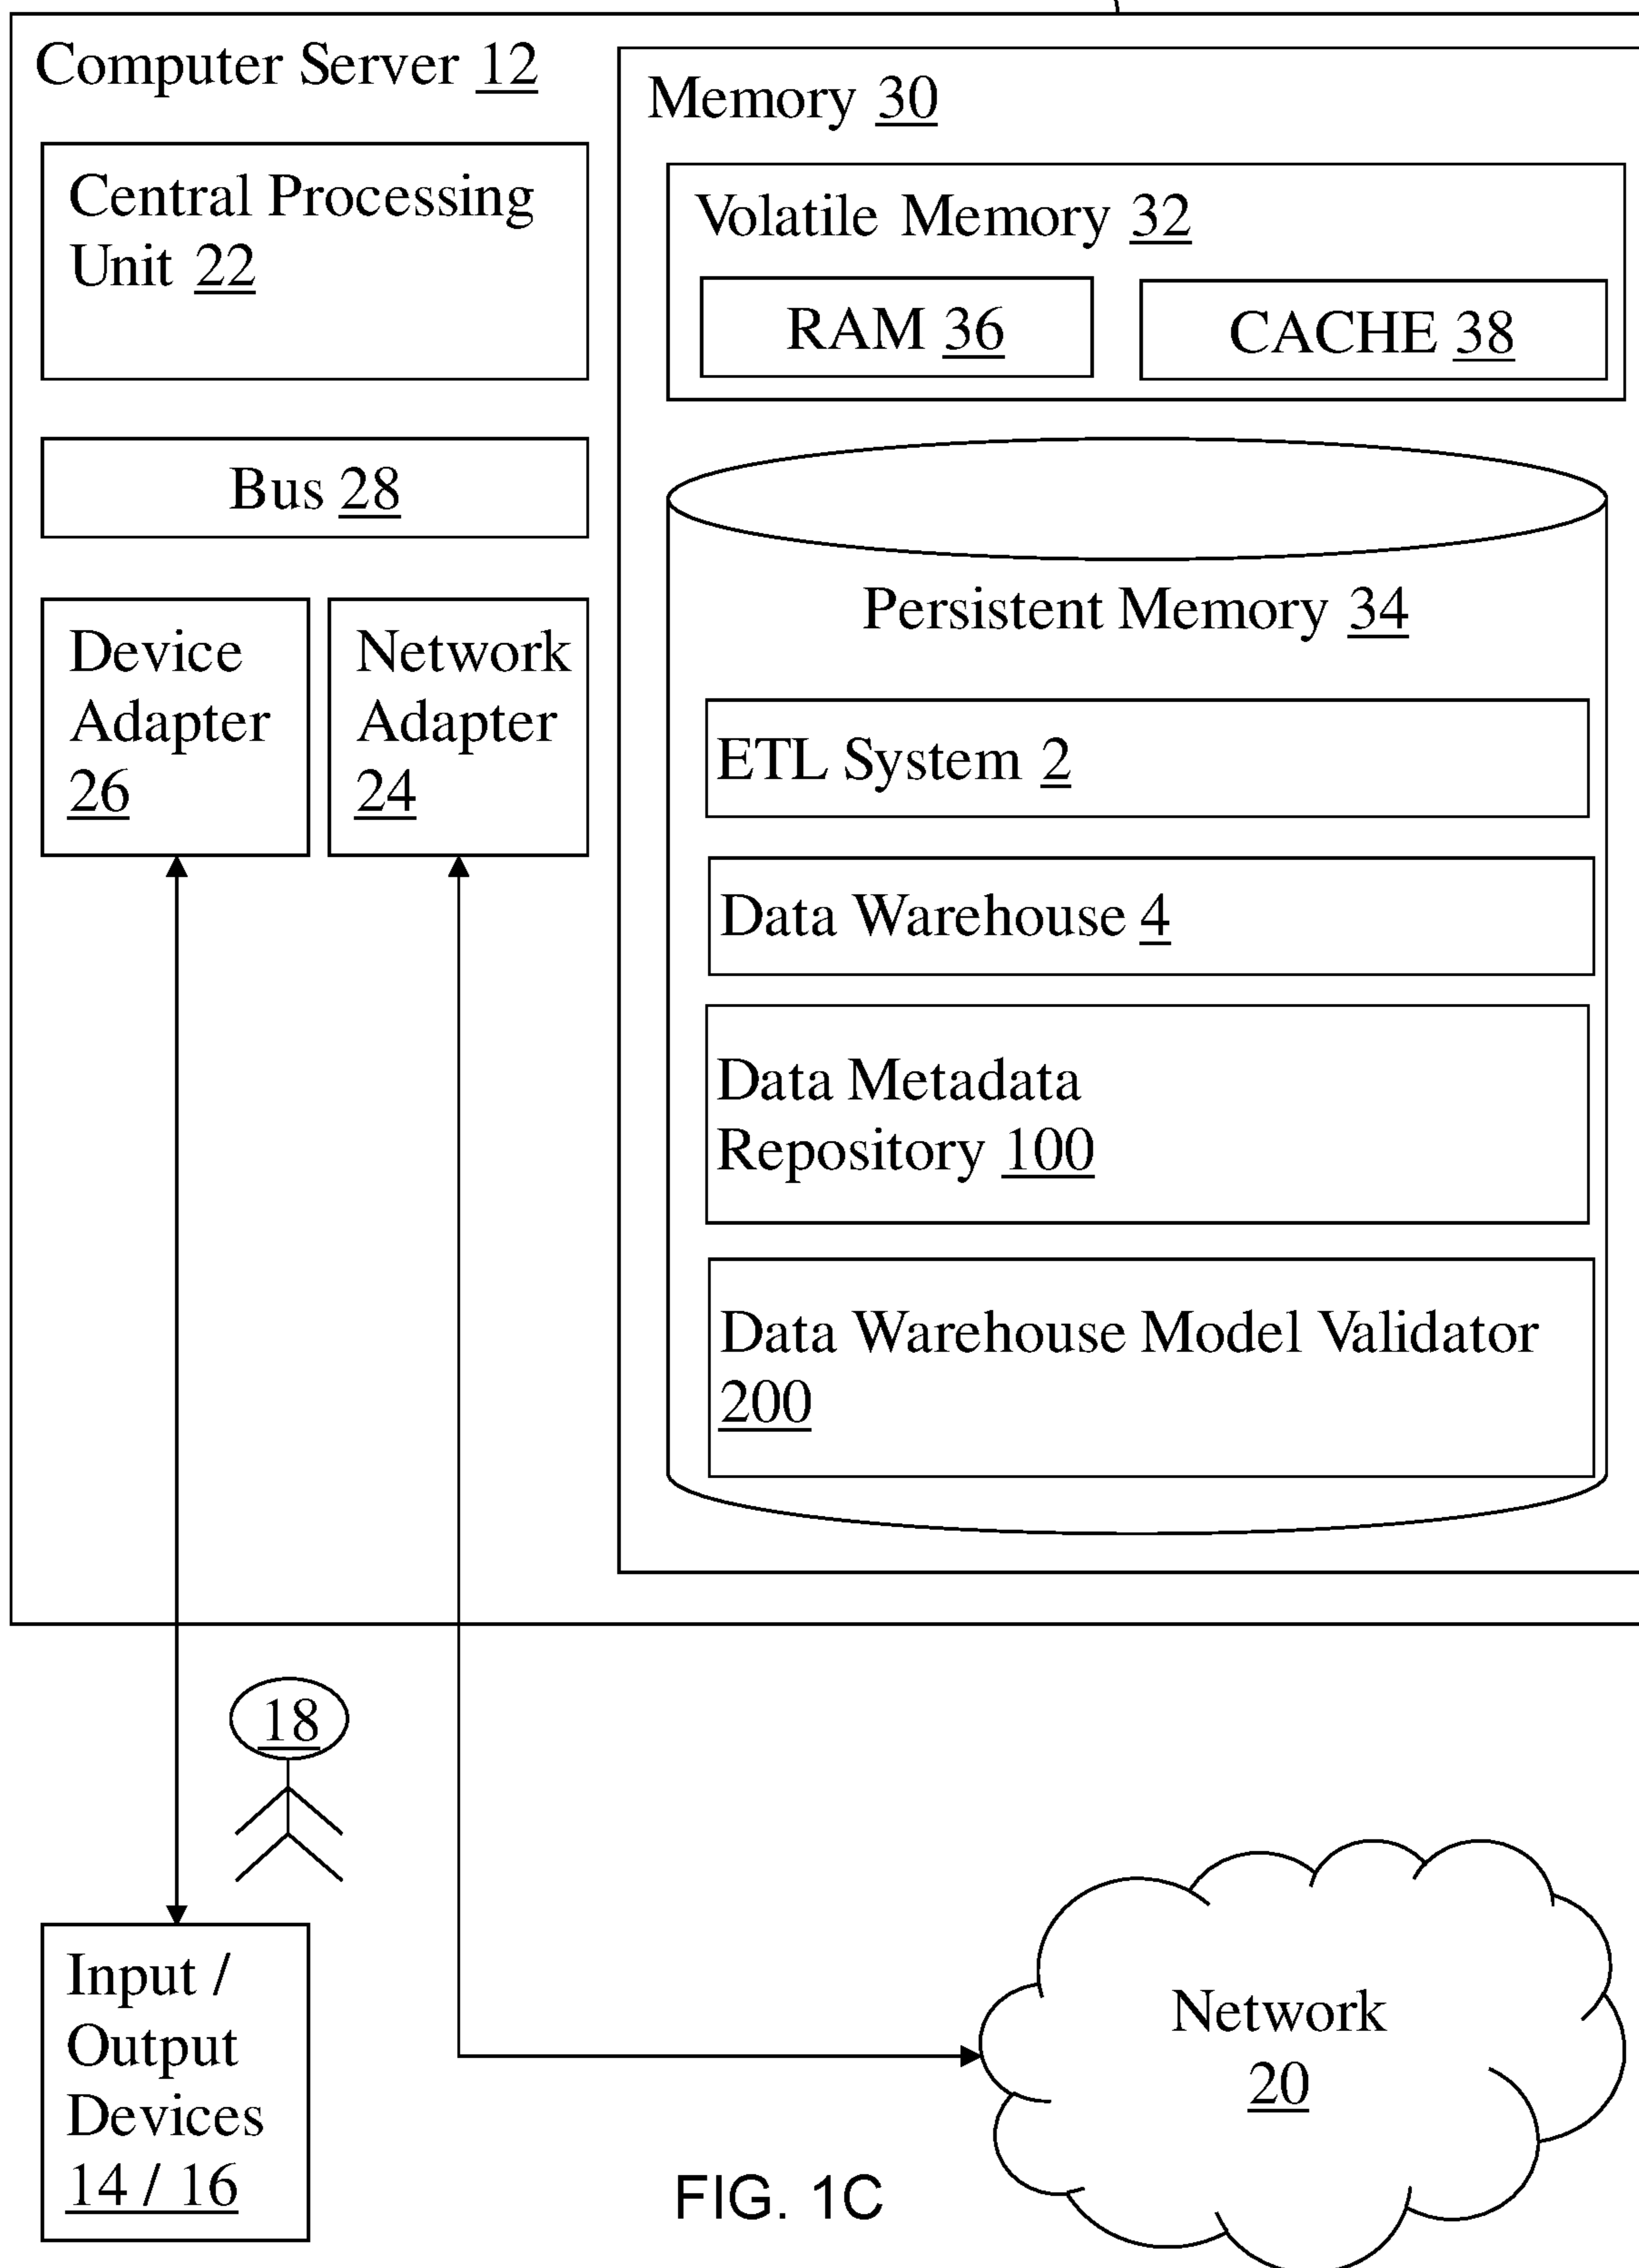 Computer Server 12
Central Processing
Unit 22
Bus 28
Device
Adapter
26
Network
Adapter
24
Memory 30
Volatile Memory 32
RAM 36
CACHE 38
Persistent Memory 34
ETL System 2
Data Warehouse 4
Data Metadata
Repository 100
Data Warehouse Model Validator
200
18
Input /
Output
Devices
14 / 16
Network
20
FIG. 1C